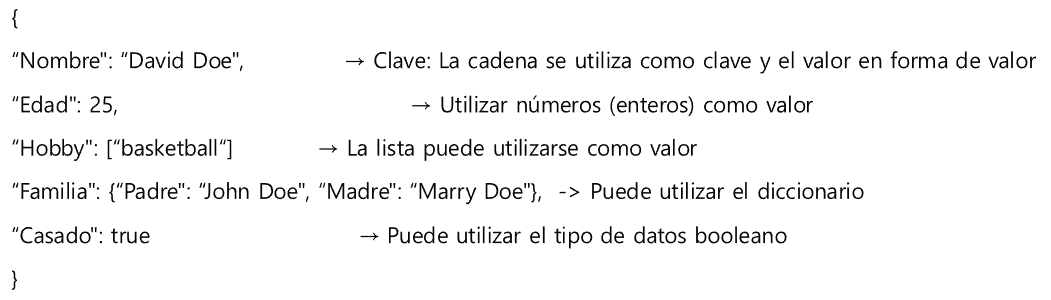 {
“Nombre": “David Doe", → Clave: La cadena se utiliza como clave y el valor en forma de valor
“Edad": 25, → Utilizar números (enteros) como valor
“Hobby": [“basketball“] → La lista puede utilizarse como valor
“Familia": {“Padre": “John Doe", “Madre": “Marry Doe"}, -> Puede utilizar el diccionario
“Casado": true → Puede utilizar el tipo de datos booleano
}